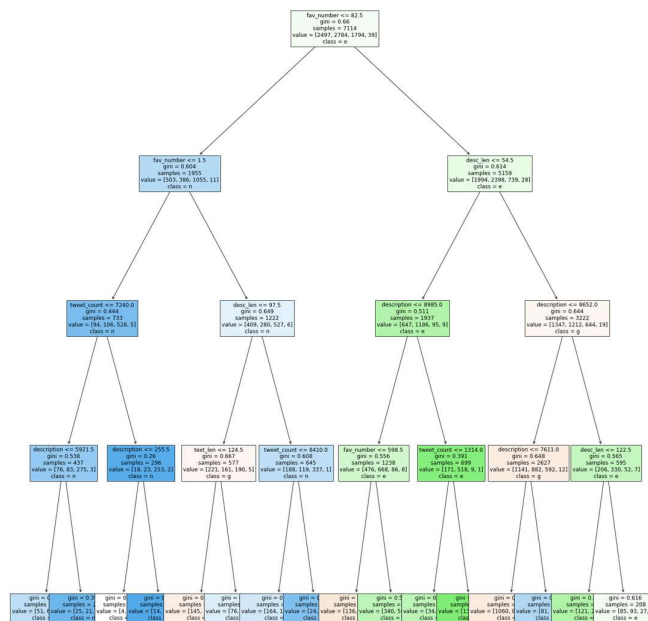 fav_number <= 82.5
gini = 0.66
samples = 7114
value = [2497, 2784, 1794, 39]
class = e
fav_number <= 1.5
gini = 0.604
samples = 1955
value = [503, 386, 1055, 11]
class = n
desc_len <= 54.5
gini = 0.614
samples = 5159
value = [1994, 2398, 739, 28]
class = e
tweet_count <= 7240.0
gini = 0.444
samples = 733
value = [94, 106, 528, 5]
class = n
desc_len <= 97.5
gini = 0.649
samples = 1222
value = [409, 280, 527, 6]
class = n
description <= 8985.0
gini = 0.511
samples = 1937
value = [647, 1186, 95, 9]
class = e
description <= 8652.0
gini = 0.644
samples = 3222
value = [1347, 1212, 644, 19]
class = g
description <= 5921.5
gini = 0.538
samples = 437
value = [76, 83, 275, 3]
class = n
description <= 255.5
gini = 0.26
samples = 296
value = [18, 23, 253, 2]
class = n
text_len <= 124.5
gini = 0.667
samples = 577
value = [221, 161, 190, 5]
class = g
tweet_count <= 8410.0
gini = 0.608
samples = 645
value = [188, 119, 337, 1]
class = n
fav_number <= 598.5
gini = 0.556
samples = 1238
value = [476, 668, 86, 8]
class = e
tweet_count <= 1314.0
gini = 0.391
samples = 699
value = [171, 518, 9, 1]
class = e
description <= 7611.0
gini = 0.648
samples = 2627
value = [1141, 882, 592, 12]
class = g
desc_len <= 122.5
gini = 0.565
samples = 595
value = [206, 330, 52, 7]
class = e
gini = 0.616
samples = 208
value = [85, 93, 27,
class = e